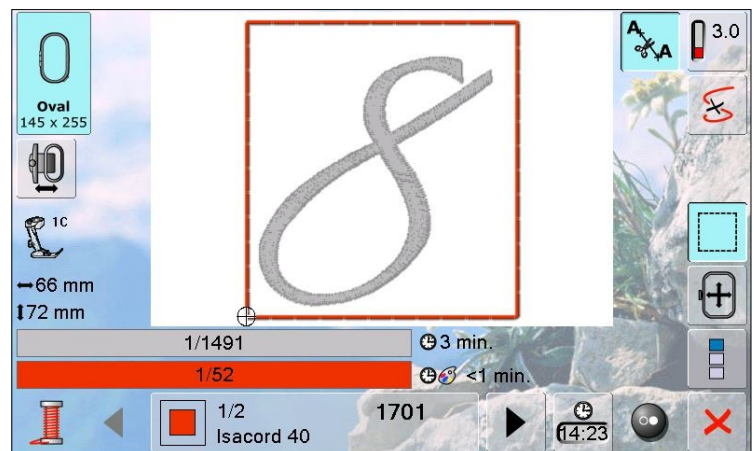 Oval
145 x 255
1C
↔66 mm
↕72 mm
A
A
3.0
8
1/1491
3 min.
1/52
<1 min.
1/2
Isacord 40
1701
14:23